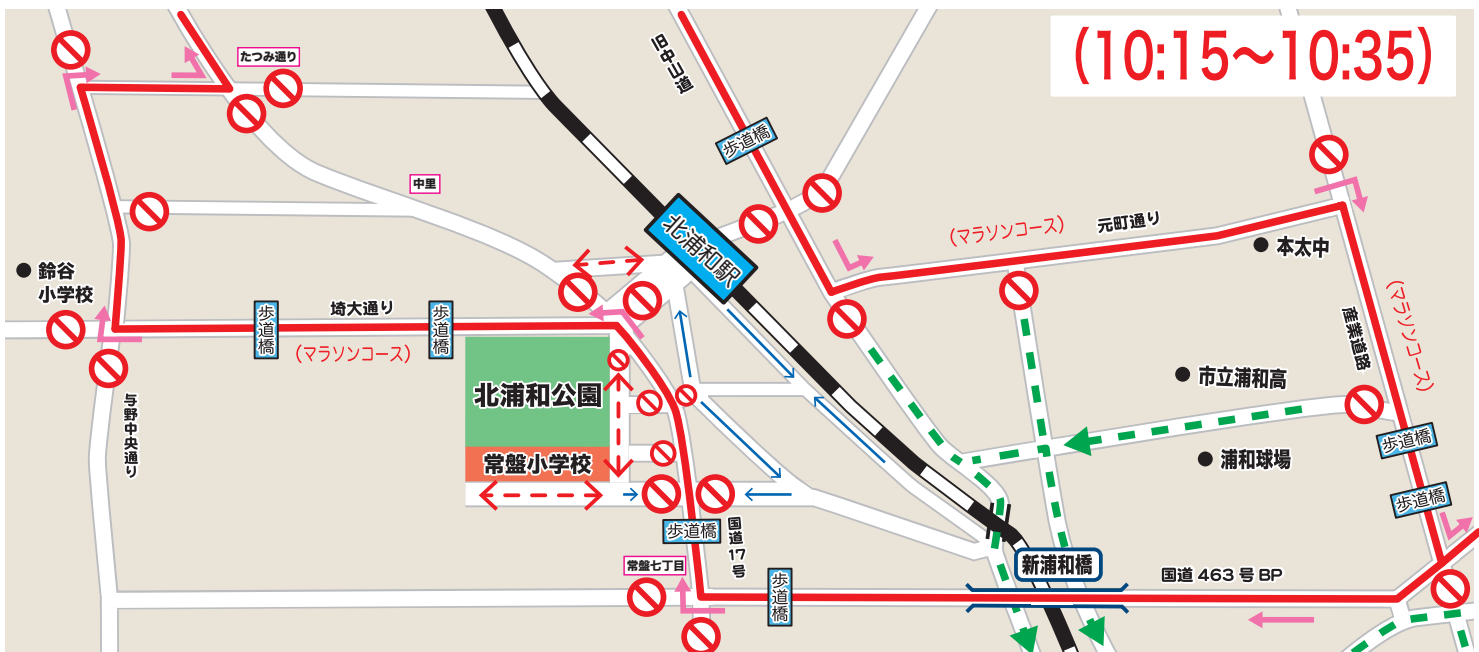 (10:15～10:35)
旧中山道
たつみ通り
歩道橋
中里
北浦和駅
(マラソンコース)
元町通り
本太中
鈴谷
小学校
埼大通り
歩道橋
歩道橋
(マラソンコース)
産業道路
(マラソンコース)
市立浦和高
北浦和公園
与野中央通り
歩道橋
浦和球場
常盤小学校
歩道橋
歩道橋
国道17号
常盤七丁目
新浦和橋
国道463号BP
歩道橋